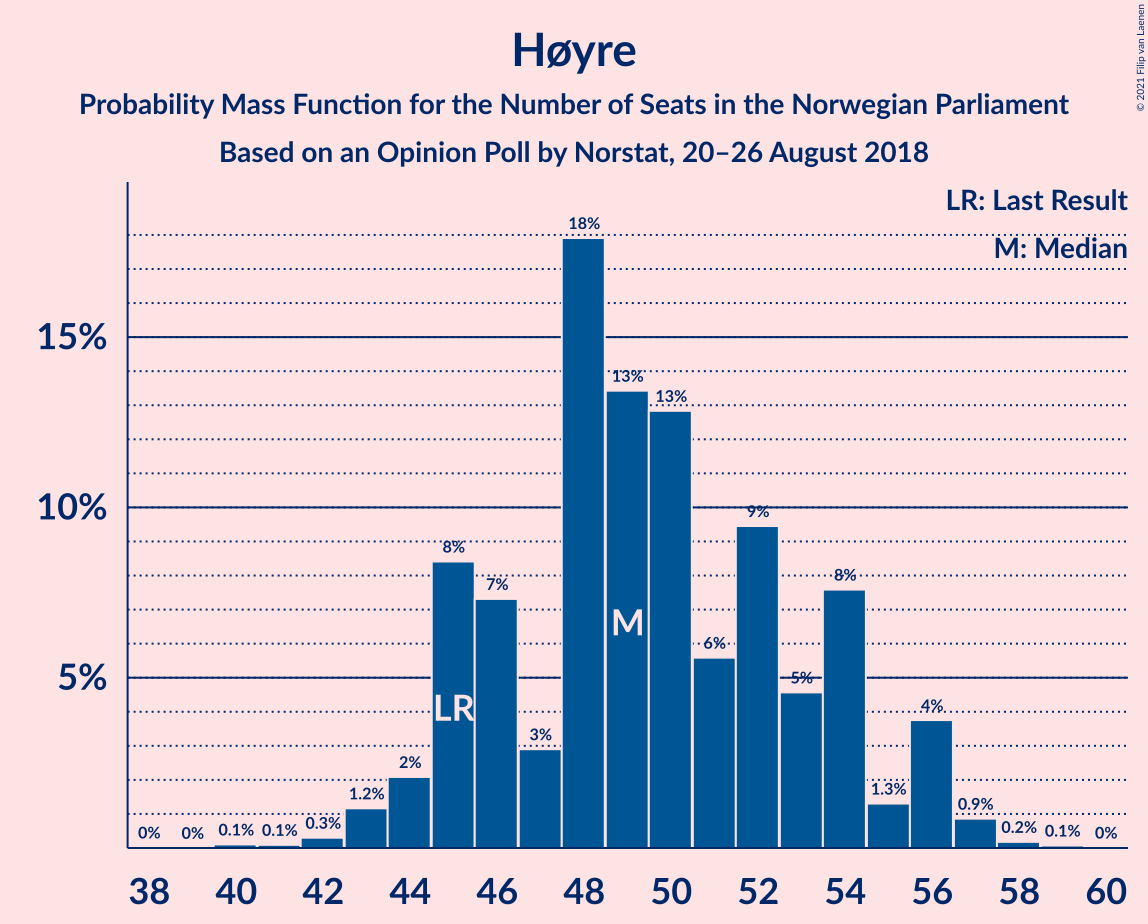 Høyre
Probability Mass Function for the Number of Seats in the Norwegian Parliament
Based on an Opinion Poll by Norstat, 20–26 August 2018
© 2021 Filip van Laenen
LR: Last Result
M: Median
15%
10%
5%
0% 0% 0.1% 0.1% 0.3% 1.2% 2% 8% 7% 3% 18% 13% 13% 6% 9% 5% 8% 1.3% 4% 0.9% 0.2% 0.1% 0%
LR M
38 40 42 44 46 48 50 52 54 56 58 60